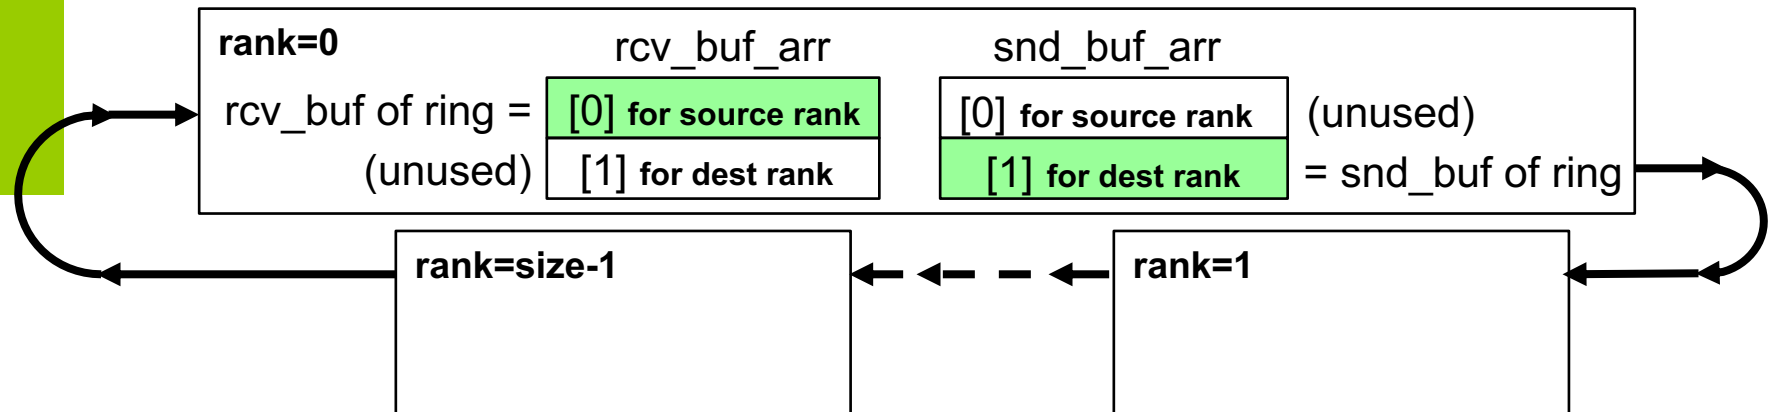 rank=0
rcv_buf_arr snd_buf_arr
rcv_buf of ring = [0] for source rank [0] for source rank (unused)
(unused) [1] for dest rank [1] for dest rank = snd_buf of ring
rank=size-1 rank=1